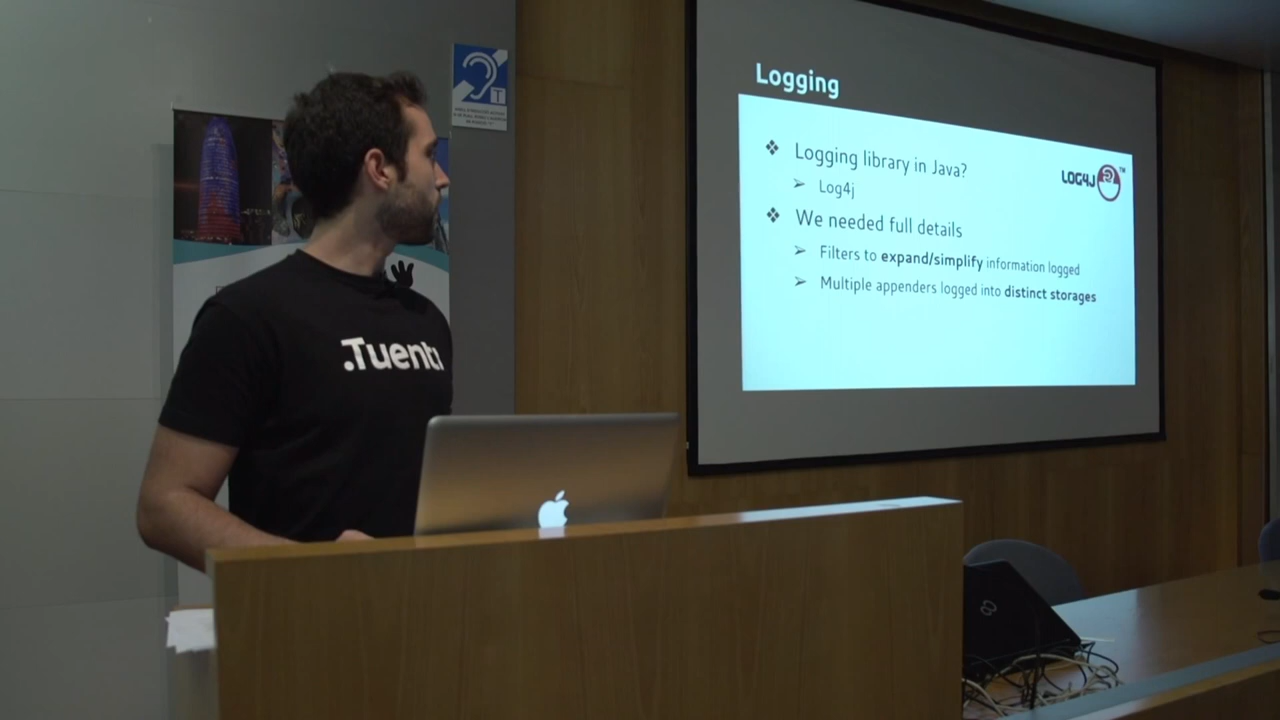 Logging
Logging library in Java?
Log4j
LOG4J
TM
We needed full details
Filters to expand/simplify information logged
Multiple appenders logged into distinct storages
.Tuenti
T